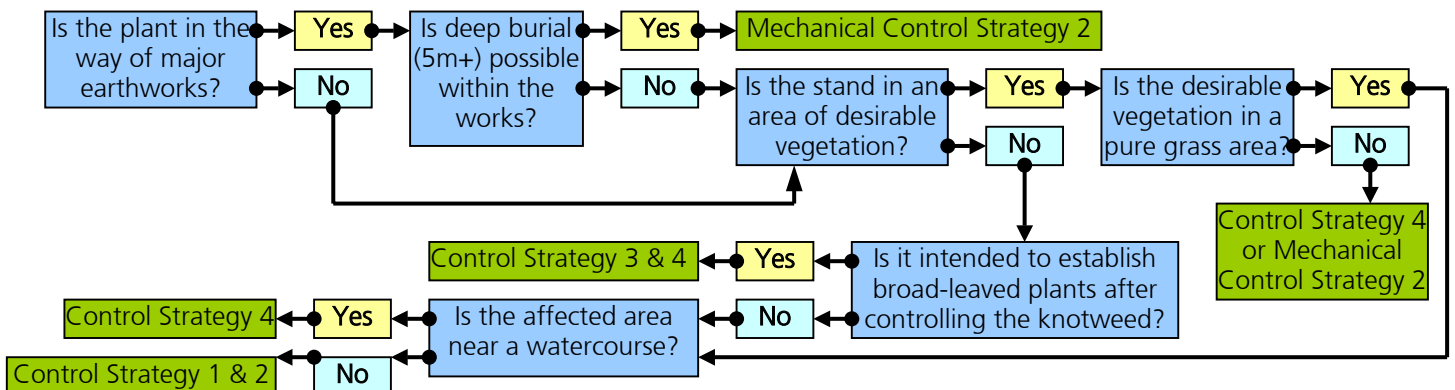 Is the plant in the
way of major
earthworks?
Yes
No
Is deep burial
(5m+) possible
within the
works?
Yes
No
Mechanical Control Strategy 2
Is the stand in an
area of desirable
vegetation?
Yes
No
Is the desirable
vegetation in a
pure grass area?
Yes
No
Control Strategy 4
or Mechanical
Control Strategy 2
Is it intended to establish
broad-leaved plants after
controlling the knotweed?
Yes
No
Control Strategy 3 & 4
Is the affected area
near a watercourse?
Yes
No
Control Strategy 4
Control Strategy 1 & 2